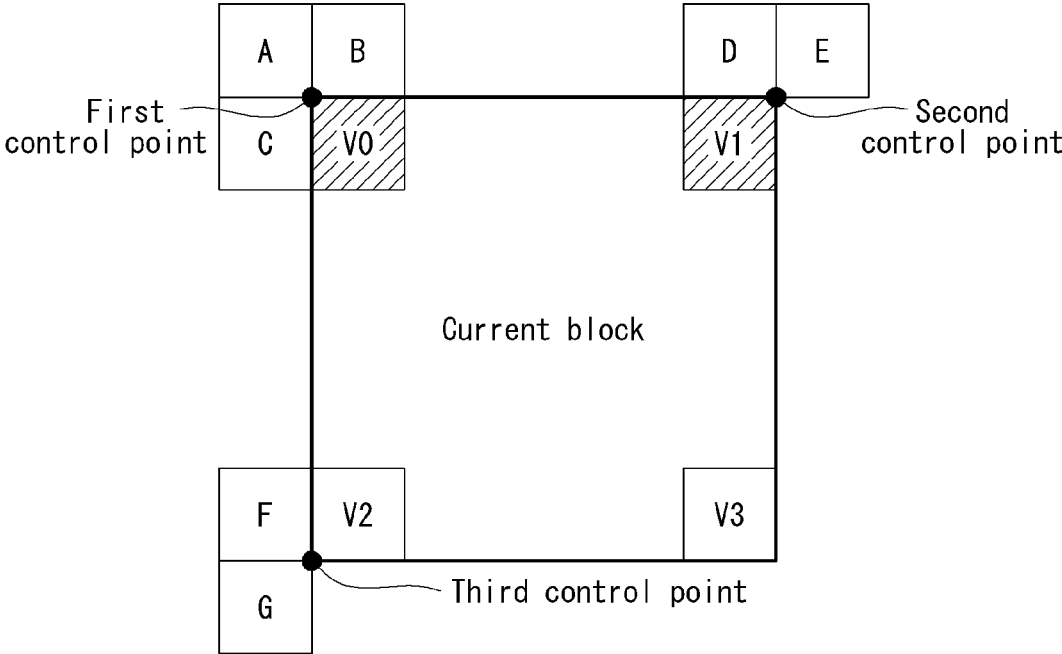 A B D E
First
control point
C V0 V1
Second
control point
Current block
F V2 V3
Third control point
G